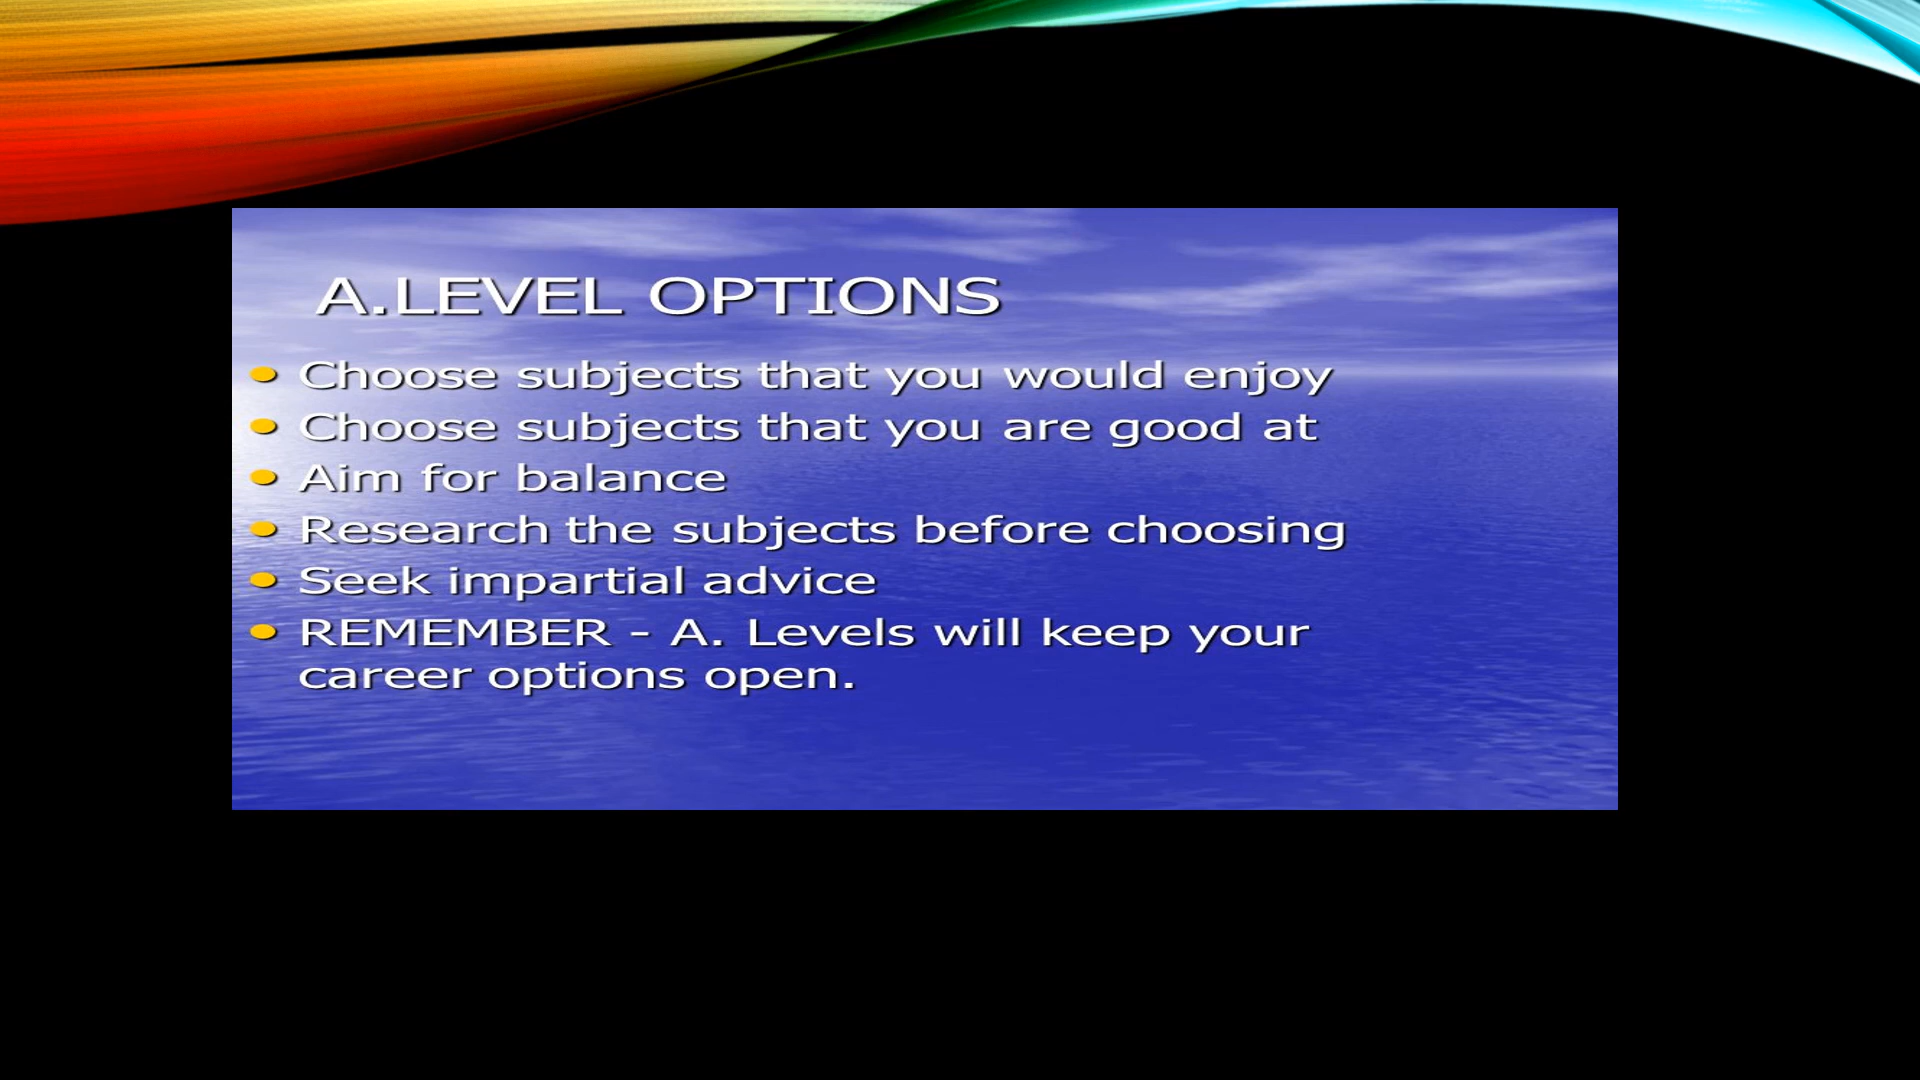 A.LEVEL OPTIONS
• Choose subjects that you would enjoy
• Choose subjects that you are good at
• Aim for balance
• Research the subjects before choosing
• Seek impartial advice
• REMEMBER - A. Levels will keep your
career options open.